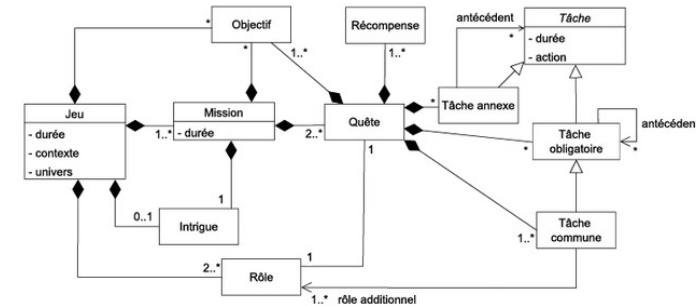 Objectif
Récompense
antécédent
Tâche
- durée
- action
*
*
1..*
1..*
*
Jeu
- durée
- contexte
- univers
Mission
- durée
1..*
2..*
Quête
*
Tâche annexe
Tâche
obligatoire
antécéden
*
*
1
1
0..1
Intrigue
Tâche
commune
1..*
2..*
Rôle
1
1..* rôle additionnel